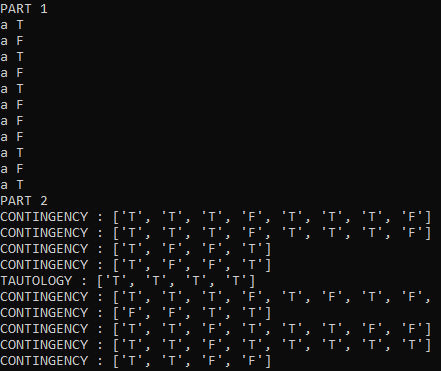 PART 1
a T
a F
a T
a F
a T
a F
a F
a F
a T
a F
a T
PART 2
CONTINGENCY : ['T', 'T', 'T', 'F', 'T', 'T', 'T', 'F']
CONTINGENCY : ['T', 'T', 'T', 'F', 'T', 'T', 'T', 'F']
CONTINGENCY : ['T', 'F', 'F', 'T']
CONTINGENCY : ['T', 'F', 'F', 'T']
TAUTOLOGY : ['T', 'T', 'T', 'T']
CONTINGENCY : ['T', 'T', 'T', 'F', 'T', 'F', 'T', 'F',
CONTINGENCY : ['F', 'F', 'T', 'T']
CONTINGENCY : ['T', 'T', 'F', 'T', 'T', 'T', 'F', 'F']
CONTINGENCY : ['T', 'T', 'F', 'T', 'T', 'T', 'T', 'T']
CONTINGENCY : ['T', 'T', 'F', 'F']